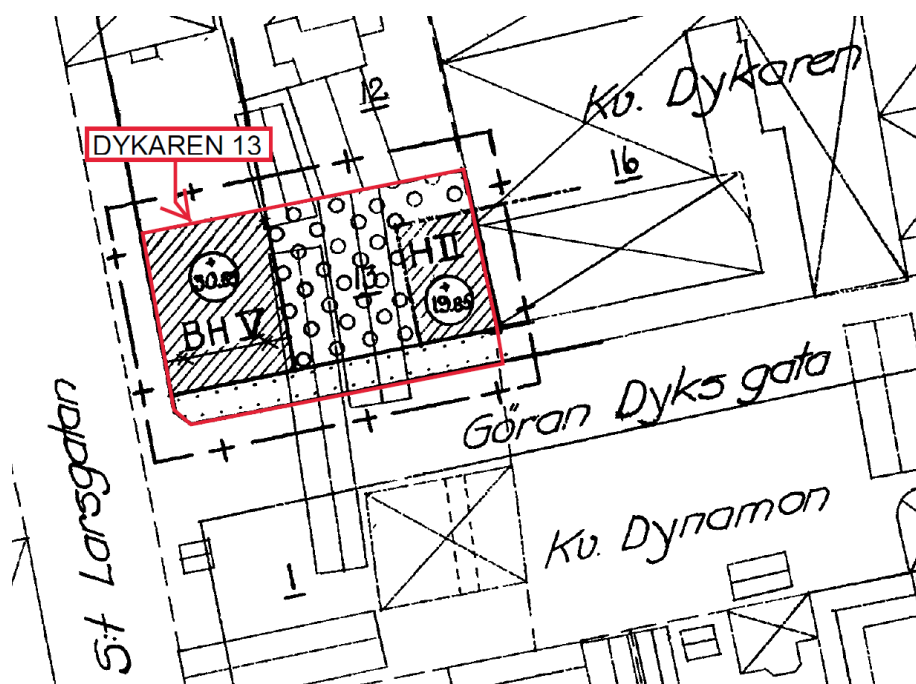 Kv. Dykaren
12
DYKAREN 13
16
H II
13
+
30.85
+
19.85
BH V
Göran Dyks gata
S:t Larsgatan
Kv. Dynamon
1